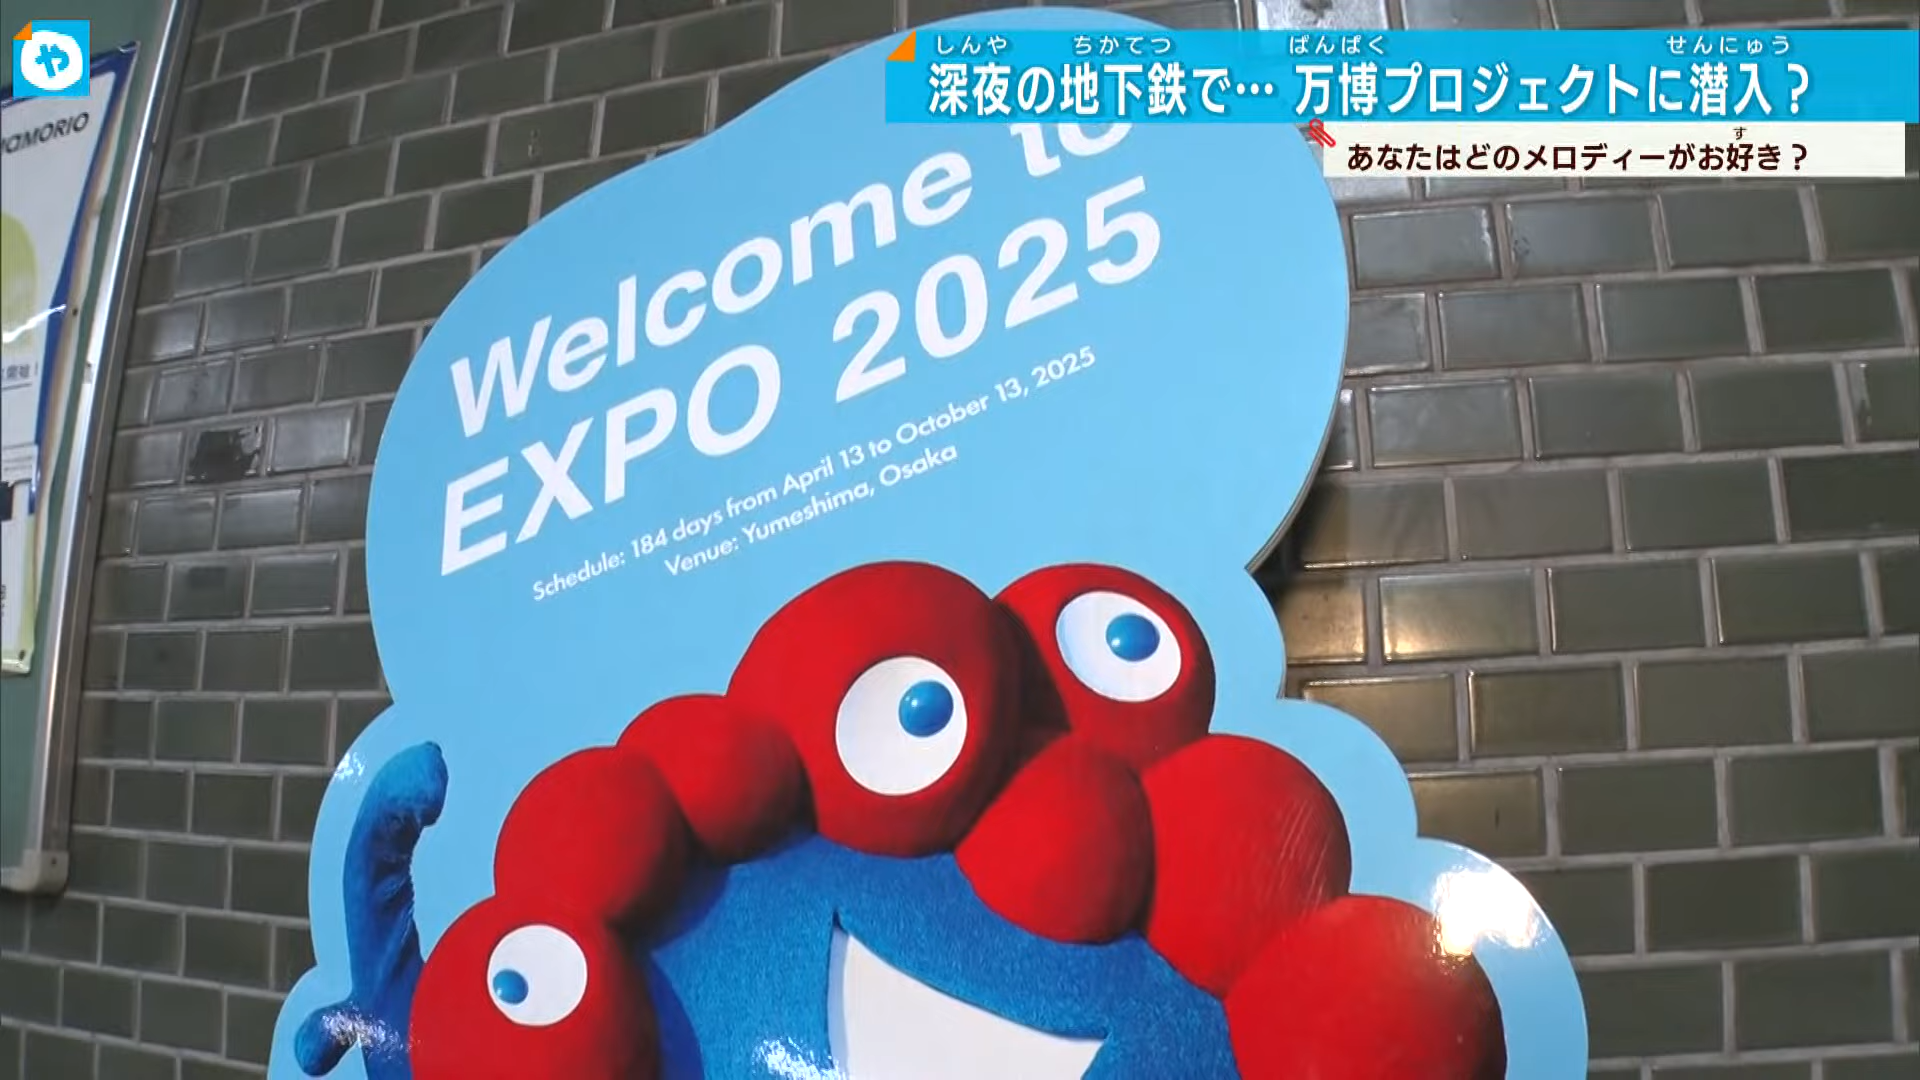 や
しんや ちかてつ ばんぱく せんにゅう
深夜の地下鉄で… 万博プロジェクトに潜入？
す
あなたはどのメロディーがお好き？
Welcome to
EXPO 2025
Schedule: 184 days from April 13 to October 13, 2025
Venue: Yumeshima, Osaka